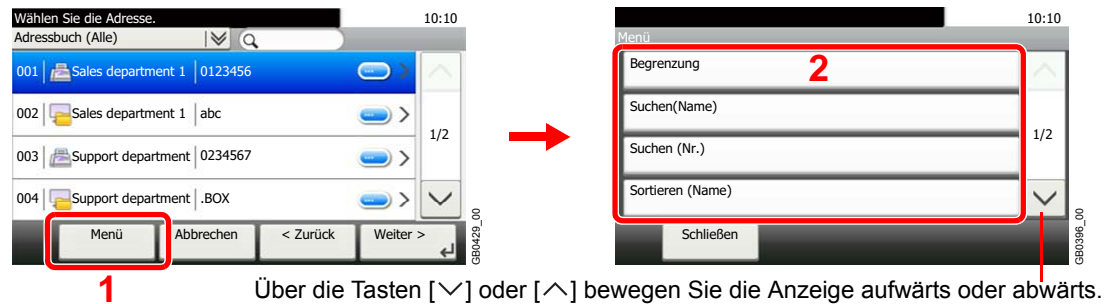 Wählen Sie die Adresse. 10:10
Adressbuch (Alle)
001 Sales department 1 0123456
002 Sales department 1 abc
003 Support department 0234567
004 Support department .BOX
1/2
Menü Abbrechen < Zurück Weiter >
GB0429_00
1
10:10
Menü
Begrenzung
2
Suchen(Name)
Suchen (Nr.)
Sortieren (Name)
1/2
Schließen
GB0396_00
Über die Tasten [∨] oder [∧] bewegen Sie die Anzeige aufwärts oder abwärts.